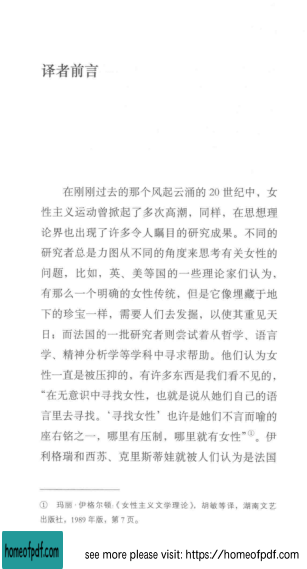 译者前言
在刚刚过去的那个风起云涌的 20 世纪中，女
性主义运动曾掀起了多次高潮，同样，在思想理
论界也出现了许多令人瞩目的研究成果。不同的
研究者总是力图从不同的角度来思考有关女性的
问题，比如，英、美等国的一些理论家们认为，
有那么一个明确的女性传统，但是它像埋藏于地
下的珍宝一样，需要人们去发掘，以使其重见天
日；而法国的一批研究者则尝试着从哲学、语言
学、精神分析学等学科中寻求帮助。他们认为女
性一直是被压抑的，有许多东西是我们看不见的，
“在无意识中寻找女性，也就是说从她们自己的语
言里去寻找。‘寻找女性’也许是她们不言而喻的
座右铭之一，哪里有压制，哪里就有女性”①。伊
利格瑞和西苏、克里斯蒂娃就被人们认为是法国
① 玛丽·伊格尔顿：《女性主义文学理论》，胡敏等译，湖南文艺
出版社，1989 年版，第 7 页。
homeofpdf.com
see more please visit: https://homeofpdf.com